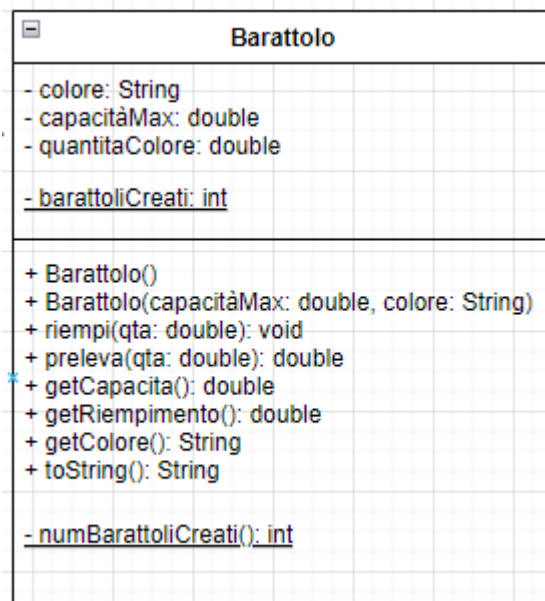 Barattolo
- colore: String
- capacitàMax: double
- quantitaColore: double
- barattoliCreati: int
+ Barattolo()
+ Barattolo(capacitàMax: double, colore: String)
+ riempi(qta: double): void
+ preleva(qta: double): double
+ getCapacita(): double
+ getRiempimento(): double
+ getColore(): String
+ toString(): String
- numBarattoliCreati(): int